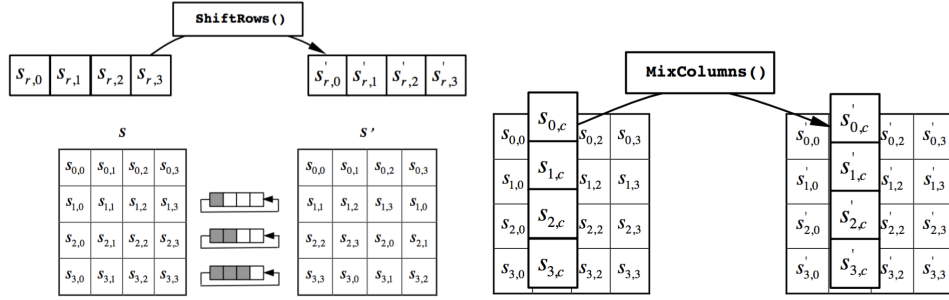 ShiftRows()
s_{r,0} s_{r,1} s_{r,2} s_{r,3}
s'_{r,0} s'_{r,1} s'_{r,2} s'_{r,3}
S
S'
s_{0,0} s_{0,1} s_{0,2} s_{0,3}
s_{1,0} s_{1,1} s_{1,2} s_{1,3}
s_{2,0} s_{2,1} s_{2,2} s_{2,3}
s_{3,0} s_{3,1} s_{3,2} s_{3,3}
s_{0,0} s_{0,1} s_{0,2} s_{0,3}
s_{1,1} s_{1,2} s_{1,3} s_{1,0}
s_{2,2} s_{2,3} s_{2,0} s_{2,1}
s_{3,3} s_{3,0} s_{3,1} s_{3,2}
MixColumns()
s_{0,0} s_{0,c} s_{0,2} s_{0,3}
s_{1,0} s_{1,c} s_{1,2} s_{1,3}
s_{2,0} s_{2,c} s_{2,2} s_{2,3}
s_{3,0} s_{3,c} s_{3,2} s_{3,3}
s'_{0,0} s'_{0,c} s'_{0,2} s'_{0,3}
s'_{1,0} s'_{1,c} s'_{1,2} s'_{1,3}
s'_{2,0} s'_{2,c} s'_{2,2} s'_{2,3}
s'_{3,0} s'_{3,c} s'_{3,2} s'_{3,3}